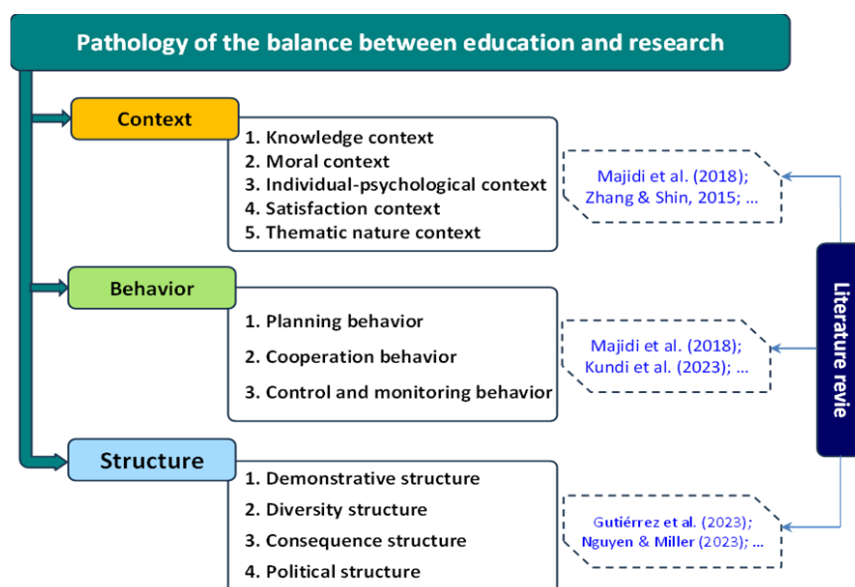 Pathology of the balance between education and research
Context
1. Knowledge context
2. Moral context
3. Individual-psychological context
4. Satisfaction context
5. Thematic nature context
Majidi et al. (2018);
Zhang & Shin, 2015; ...
Behavior
1. Planning behavior
2. Cooperation behavior
3. Control and monitoring behavior
Majidi et al. (2018);
Kundi et al. (2023); ...
Structure
1. Demonstrative structure
2. Diversity structure
3. Consequence structure
4. Political structure
Gutiérrez et al. (2023);
Nguyen & Miller (2023); ...
Literature revie